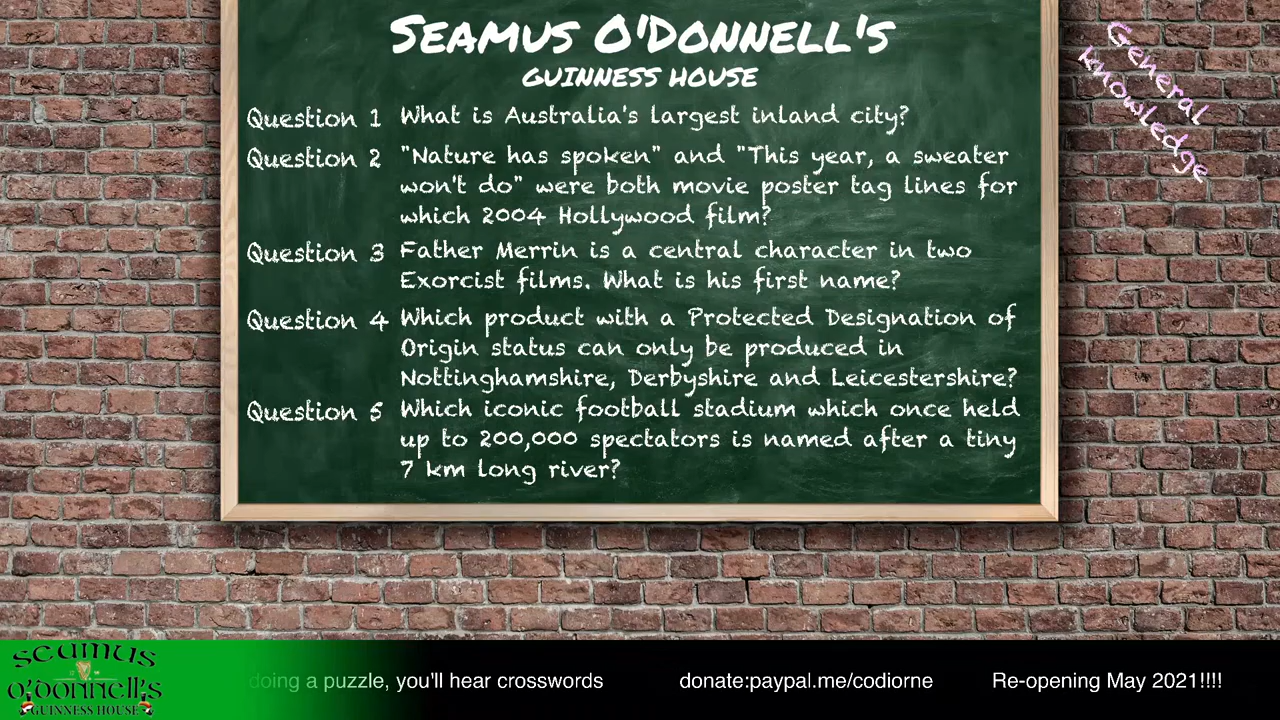 SEAMUS O'DONNELL'S
GUINNESS HOUSE
General
knowledge
Question 1 What is Australia's largest inland city?
Question 2 "Nature has spoken" and "This year, a sweater
won't do" were both movie poster tag lines for
which 2004 Hollywood film?
Question 3 Father Merrin is a central character in two
Exorcist films. What is his first name?
Question 4 Which product with a Protected Designation of
Origin status can only be produced in
Nottinghamshire, Derbyshire and Leicestershire?
Question 5 Which iconic football stadium which once held
up to 200,000 spectators is named after a tiny
7 km long river?
seamus
o'donnell's
GUINNESS HOUSE
doing a puzzle, you'll hear crosswords donate:paypal.me/codiorne Re-opening May 2021!!!!